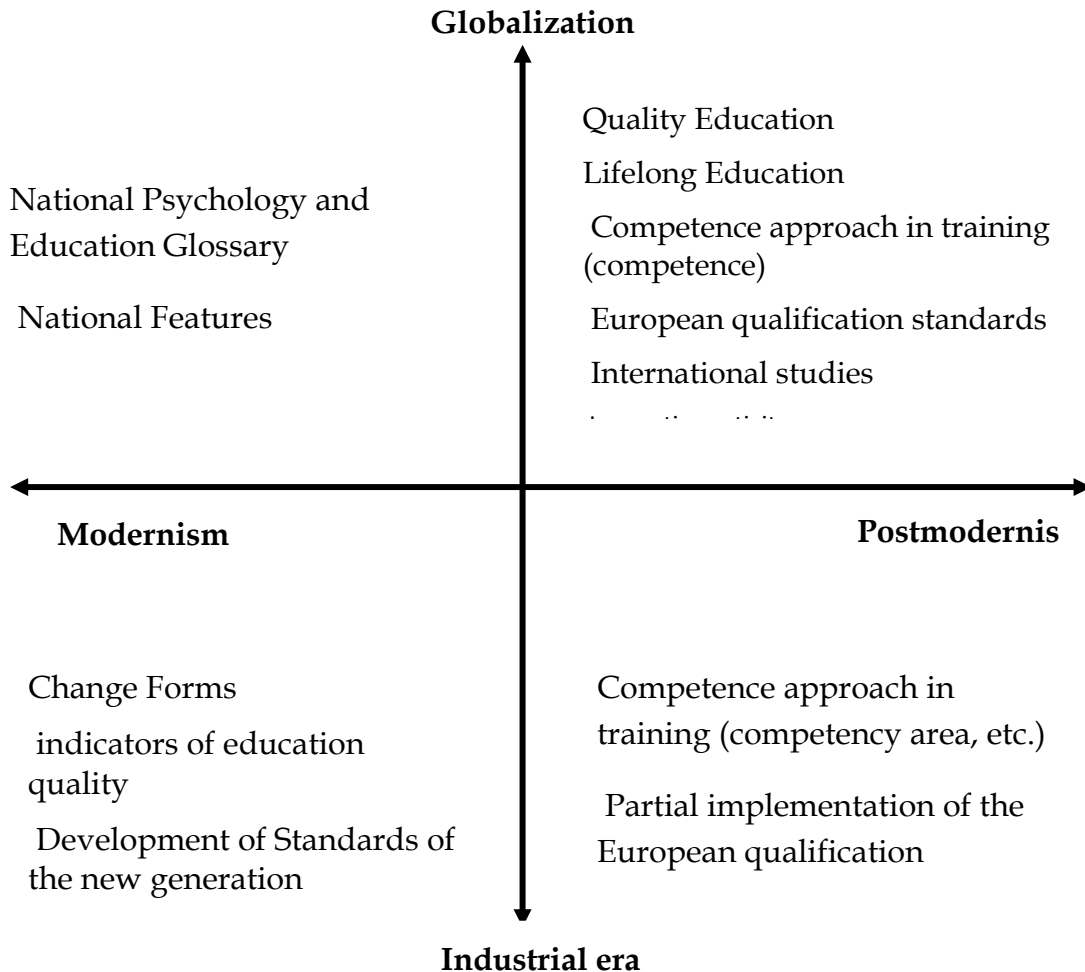 Globalization
Quality Education
Lifelong Education
Competence approach in training
(competence)
European qualification standards
International studies
National Psychology and
Education Glossary
National Features
Modernism
Postmodernis
Change Forms
indicators of education
quality
Development of Standards of
the new generation
Competence approach in
training (competency area, etc.)
Partial implementation of the
European qualification
Industrial era